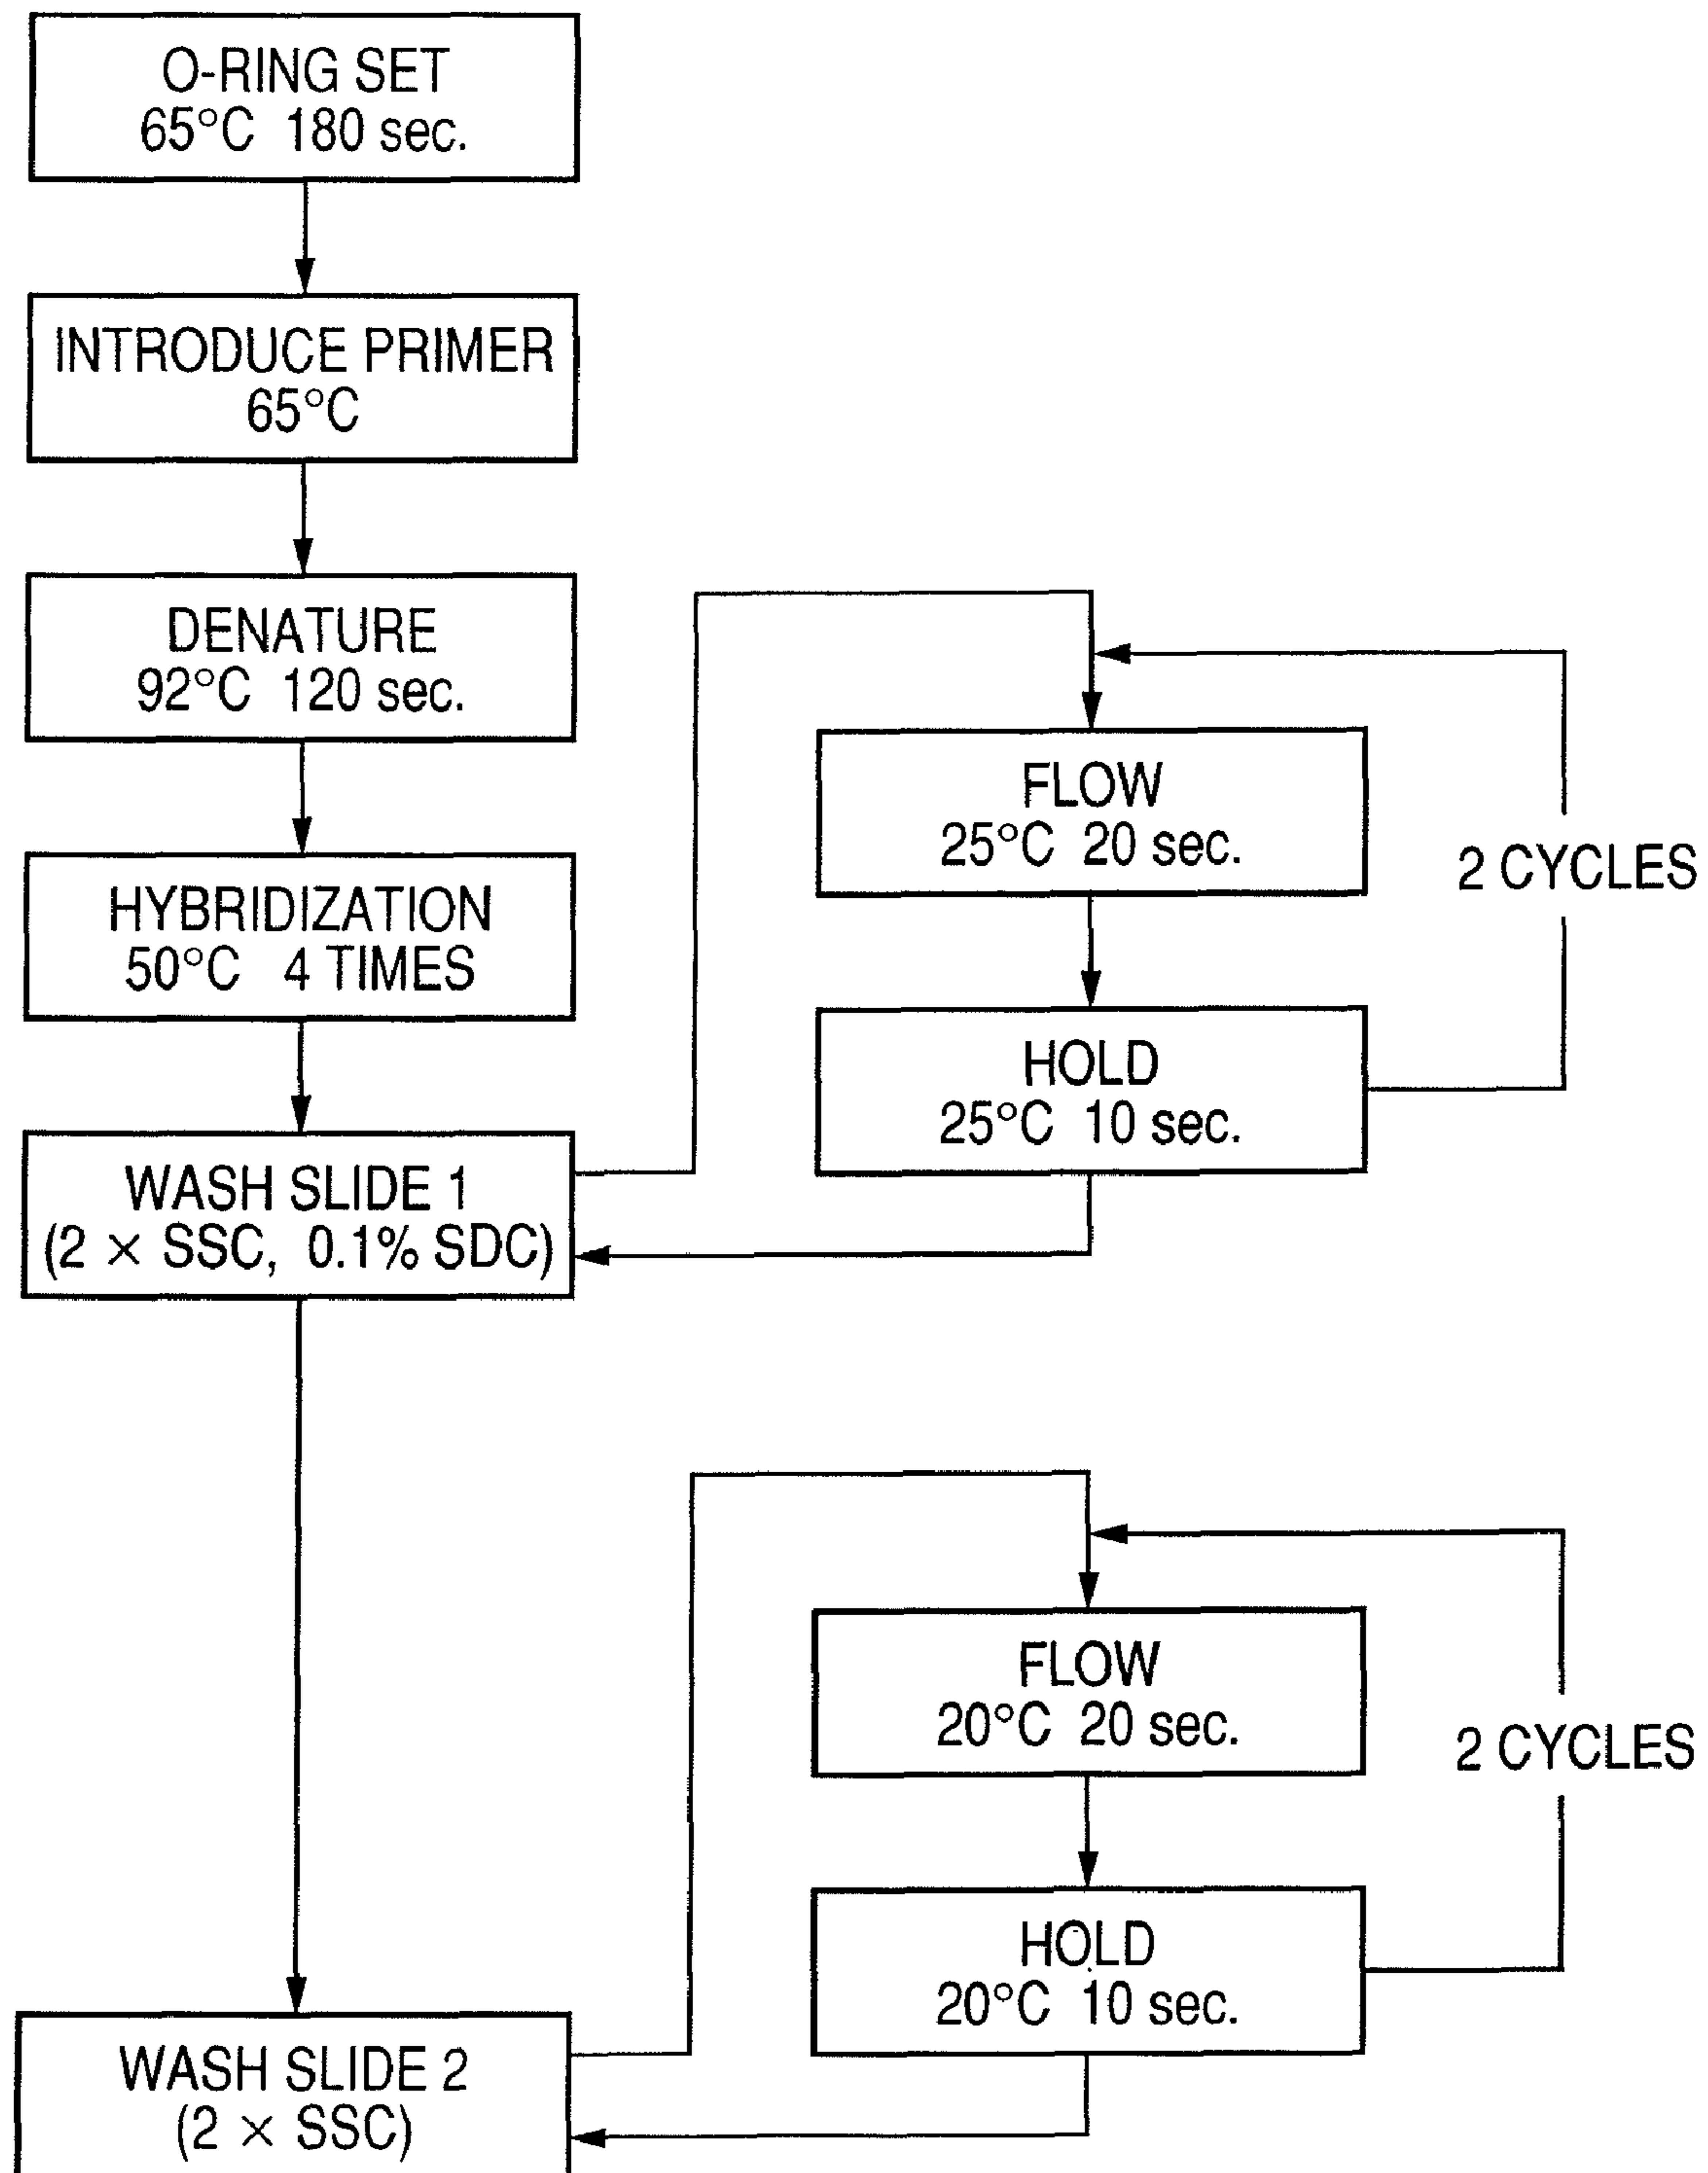 O-RING SET
65°C 180 sec.
INTRODUCE PRIMER
65°C
DENATURE
92°C 120 sec.
HYBRIDIZATION
50°C 4 TIMES
WASH SLIDE 1
(2 × SSC, 0.1% SDC)
FLOW
25°C 20 sec.
HOLD
25°C 10 sec.
2 CYCLES
WASH SLIDE 2
(2 × SSC)
FLOW
20°C 20 sec.
HOLD
20°C 10 sec.
2 CYCLES